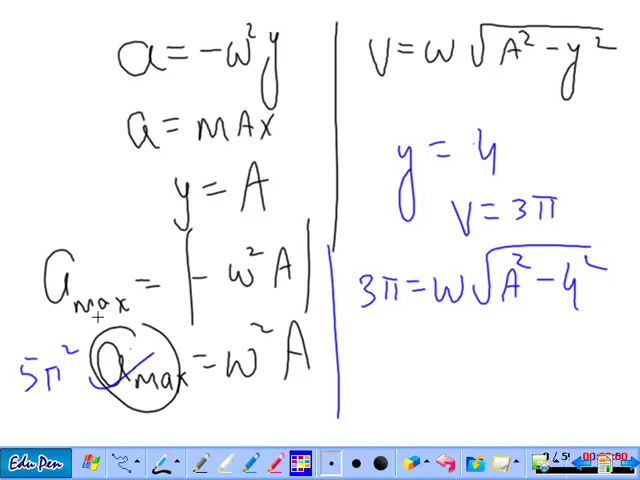 a = -ω²y
a = max
y = A
a_max = |-ω²A|
5π² a_max = ω²A
v = ω√A² - y²
y = 4
v = 3π
3π = ω√A² - 4²
Edu Pen